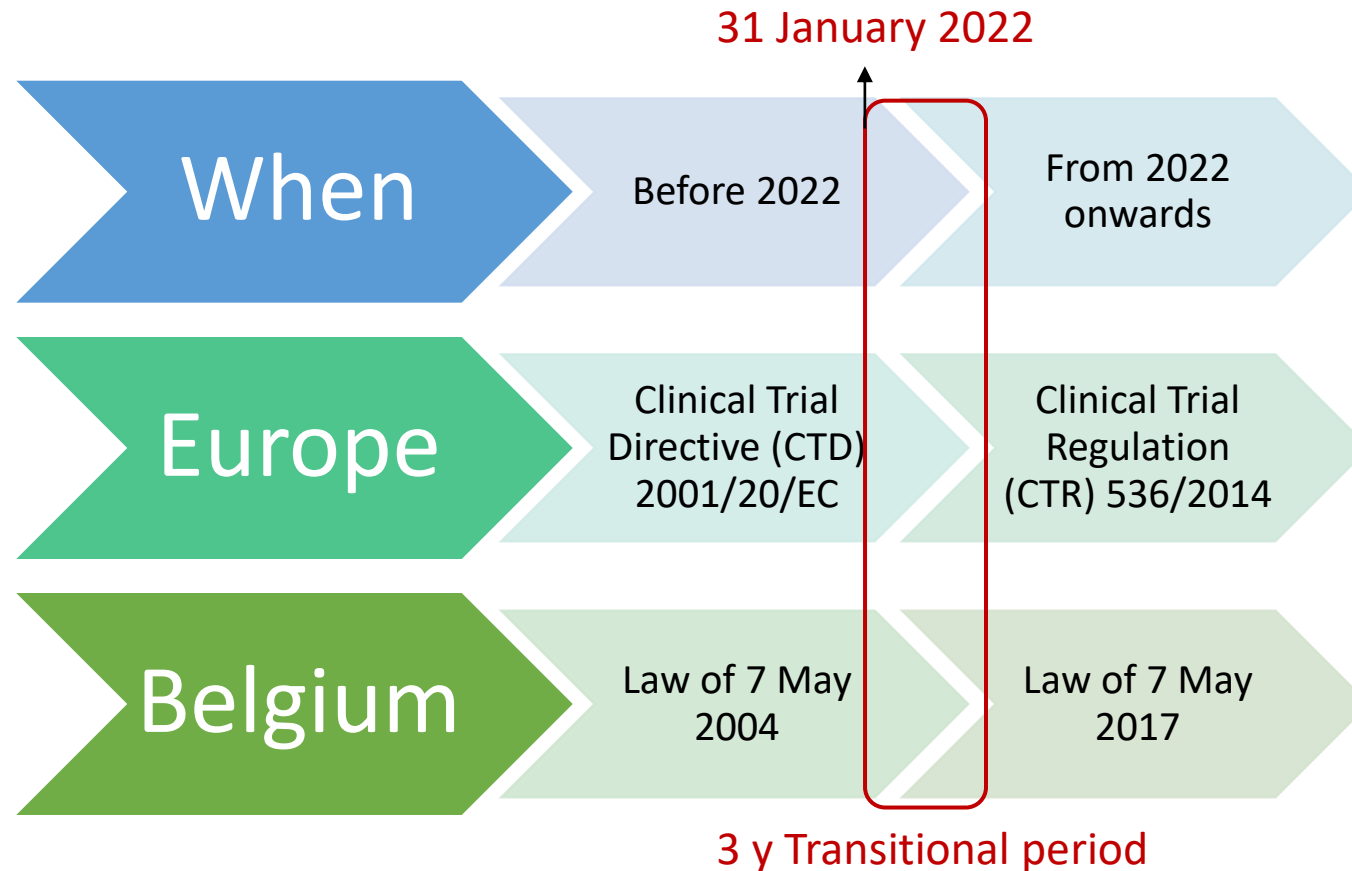 31 January 2022
When
Before 2022
From 2022
onwards
Europe
Clinical Trial
Directive (CTD)
2001/20/EC
Clinical Trial
Regulation
(CTR) 536/2014
Belgium
Law of 7 May
2004
Law of 7 May
2017
3 y Transitional period